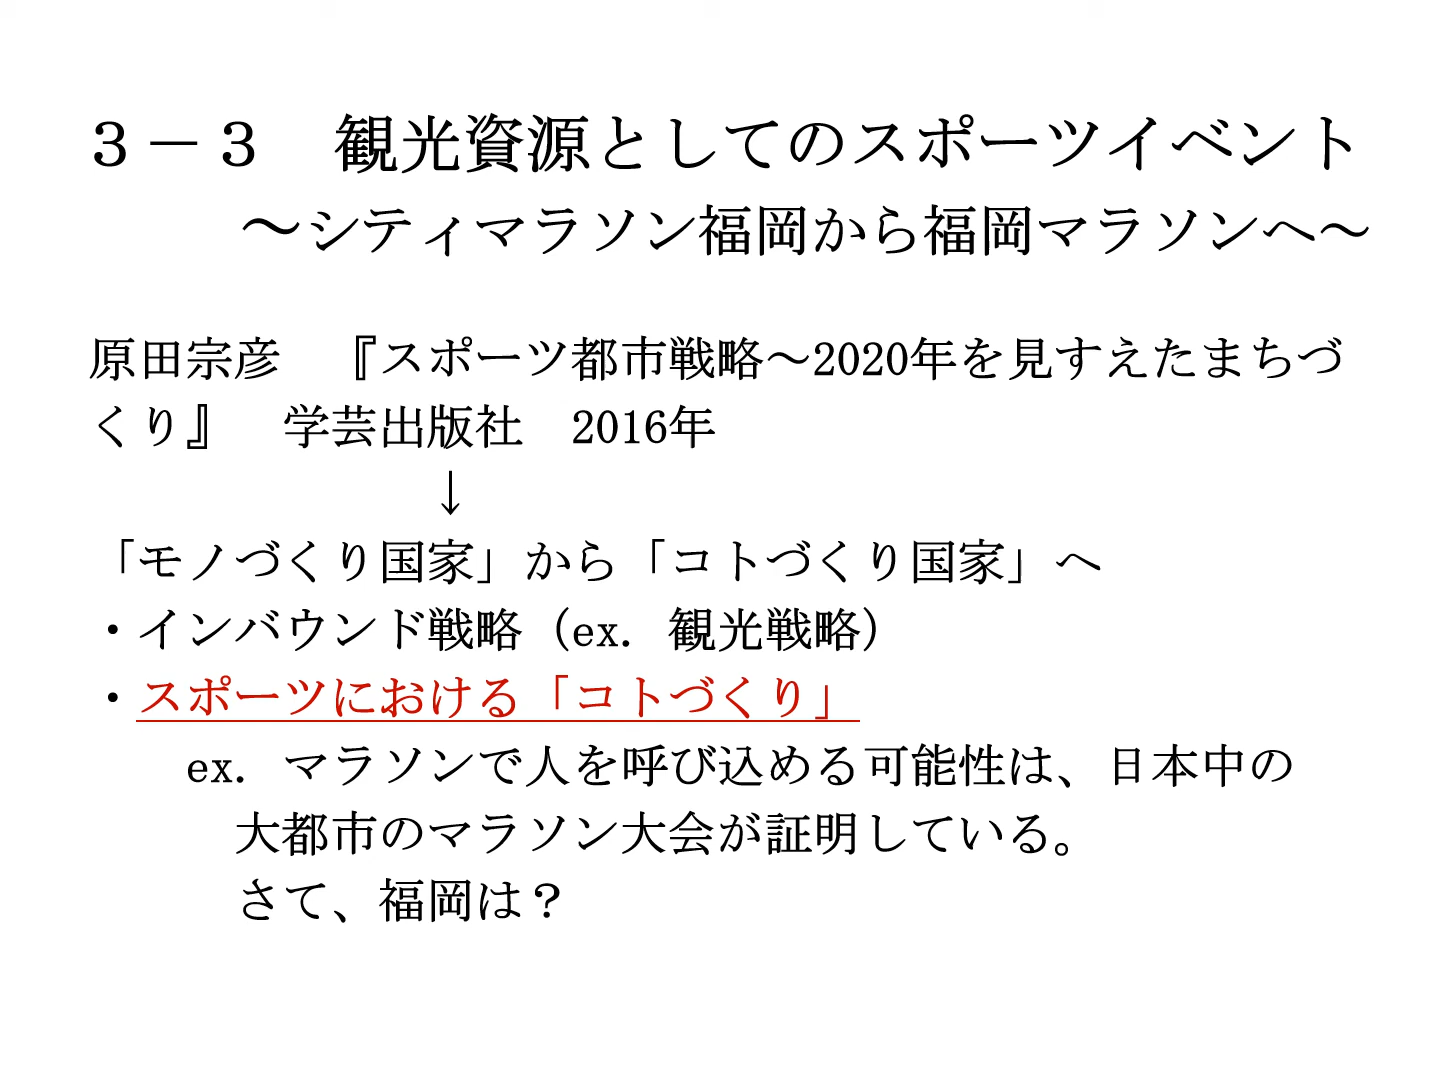 ３－３　観光資源としてのスポーツイベント
～シティマラソン福岡から福岡マラソンへ～
原田宗彦　『スポーツ都市戦略～2020年を見すえたまちづ
くり』　学芸出版社　2016年
↓
「モノづくり国家」から「コトづくり国家」へ
・インバウンド戦略（ex. 観光戦略）
・スポーツにおける「コトづくり」
ex. マラソンで人を呼び込める可能性は、日本中の
大都市のマラソン大会が証明している。
さて、福岡は？